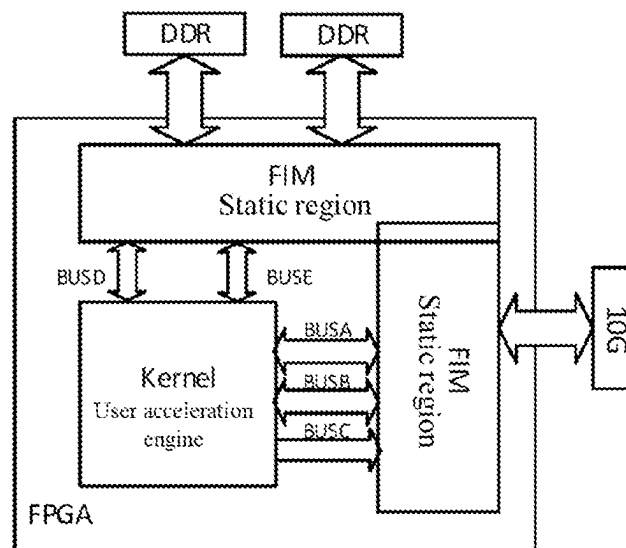 DDR
DDR
FIM
Static region
BUSD
BUSE
BUSA
Kernel
BUSB
User acceleration
engine
BUSC
FIM
Static region
10G
FPGA